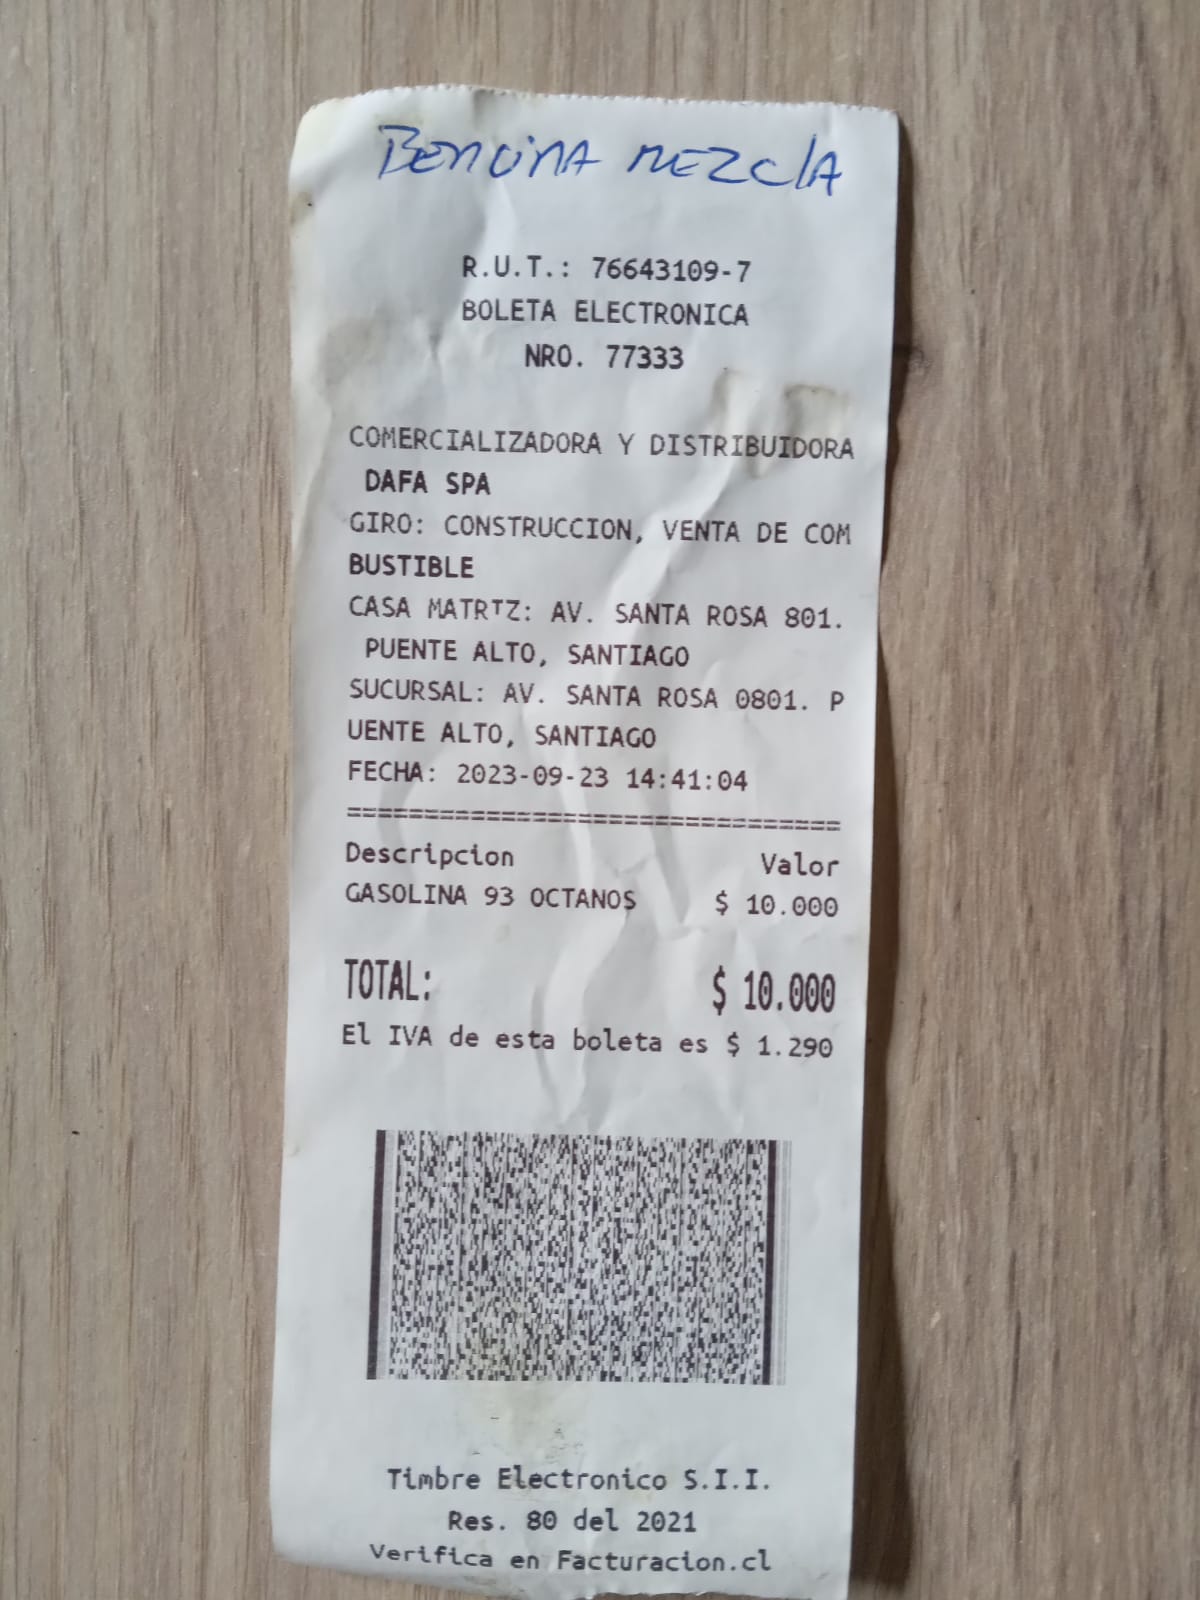 BENCINA MEZCLA
R.U.T.: 76643109-7
BOLETA ELECTRONICA
NRO. 77333
COMERCIALIZADORA Y DISTRIBUIDORA
DAFA SPA
GIRO: CONSTRUCCION, VENTA DE COM
BUSTIBLE
CASA MATRIZ: AV. SANTA ROSA 801.
PUENTE ALTO, SANTIAGO
SUCURSAL: AV. SANTA ROSA 0801. P
UENTE ALTO, SANTIAGO
FECHA: 2023-09-23 14:41:04
================================
Descripcion Valor
GASOLINA 93 OCTANOS $ 10.000
TOTAL: $ 10.000
El IVA de esta boleta es $ 1.290
Timbre Electronico S.I.I.
Res. 80 del 2021
Verifica en Facturacion.cl